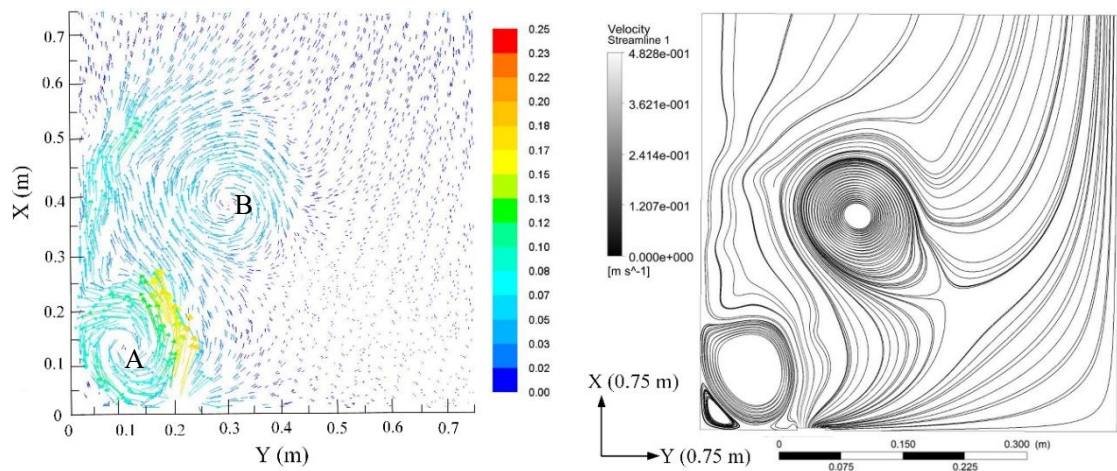 0.7
0.6
0.5
0.4
0.3
0.2
0.1
0
X (m)
0
0.1
0.2
0.3
0.4
0.5
0.6
0.7
Y (m)
A
B
0.25
0.23
0.22
0.20
0.18
0.17
0.15
0.13
0.12
0.10
0.08
0.07
0.05
0.03
0.02
0.00
Velocity
Streamline 1
4.828e-001
3.621e-001
2.414e-001
1.207e-001
0.000e+000
[m s^-1]
X (0.75 m)
Y (0.75 m)
0 0.150 0.300 (m)
0.075 0.225